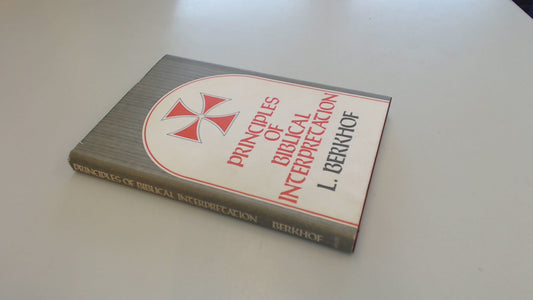 PRINCIPLES
OF
BIBLICAL
INTERPRETATION
L. BERKHOF
PRINCIPLES OF BIBLICAL INTERPRETATION BERKHOF